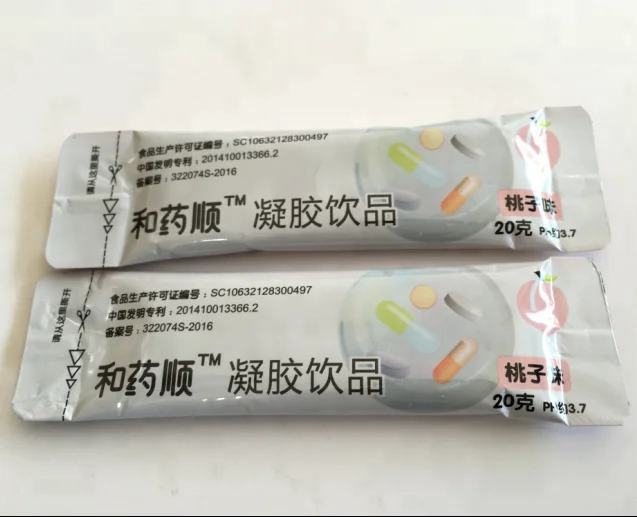 食品生产许可证编号：SC10632128300497
中国发明专利：201410013366.2
备案号：322074S-2016
请从这里撕开
和药顺™ 凝胶饮品
桃子味
20克 PH约3.7
食品生产许可证编号：SC10632128300497
中国发明专利：201410013366.2
备案号：322074S-2016
请从这里撕开
和药顺™ 凝胶饮品
桃子味
20克 PH约3.7